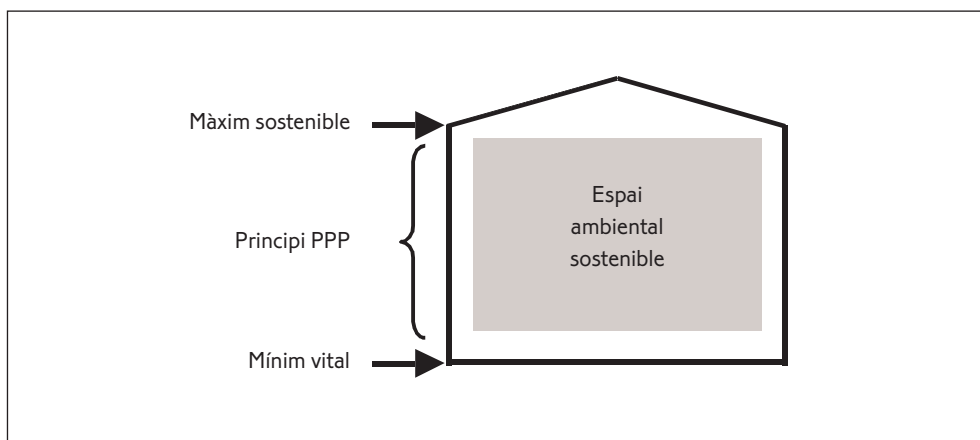 Màxim sostenible
Espai
ambiental
sostenible
Principi PPP
Mínim vital